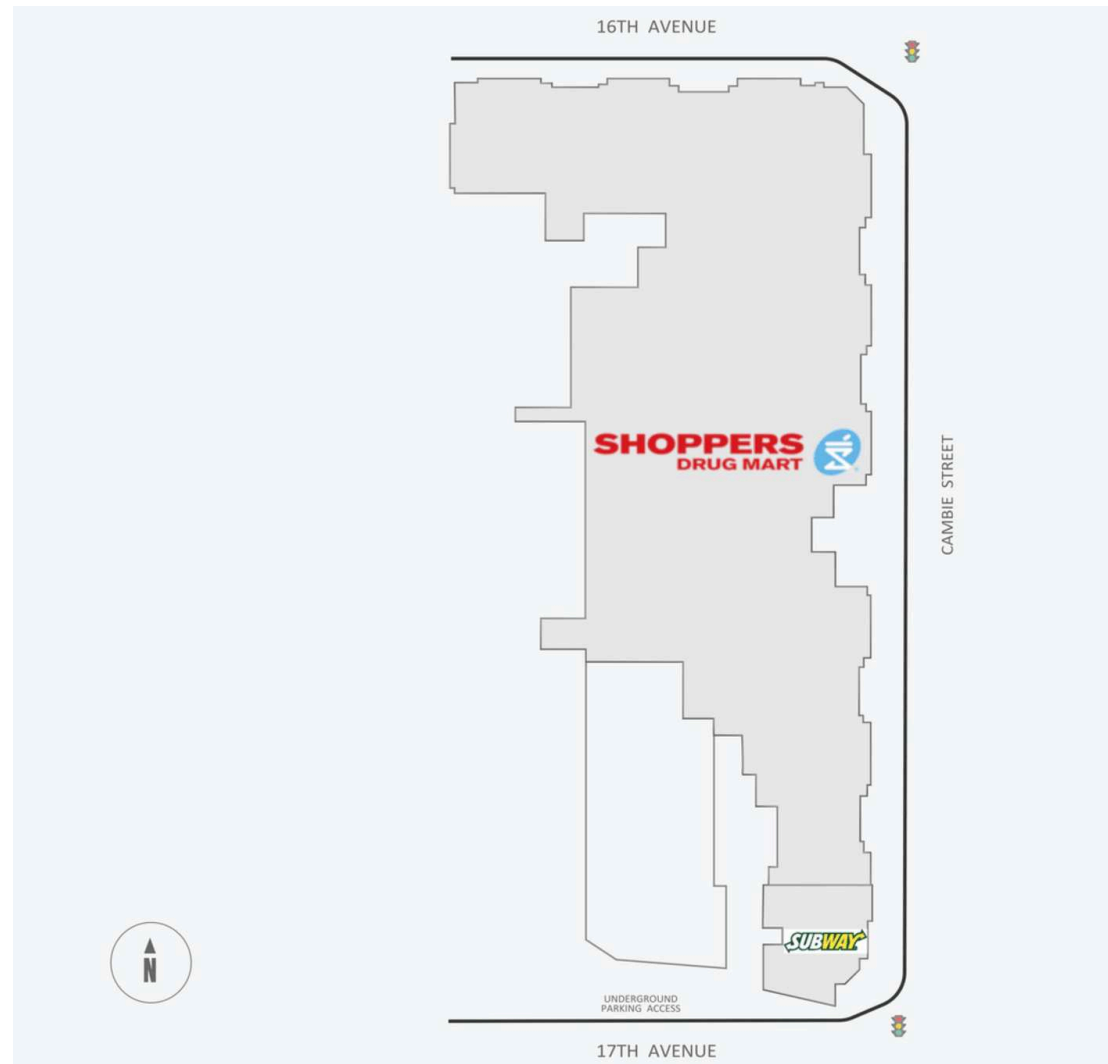 16TH AVENUE
SHOPPERS
DRUG MART
CAMBIE STREET
SUBWAY
N
UNDERGROUND
PARKING ACCESS
17TH AVENUE